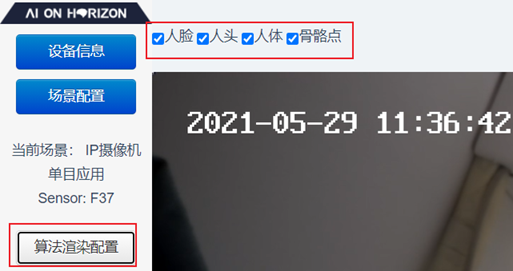 AI ON HORIZON
人脸 人头 人体 骨骼点
设备信息
场景配置
2021-05-29 11:36:42
当前场景： IP摄像机
单目应用
Sensor: F37
算法渲染配置